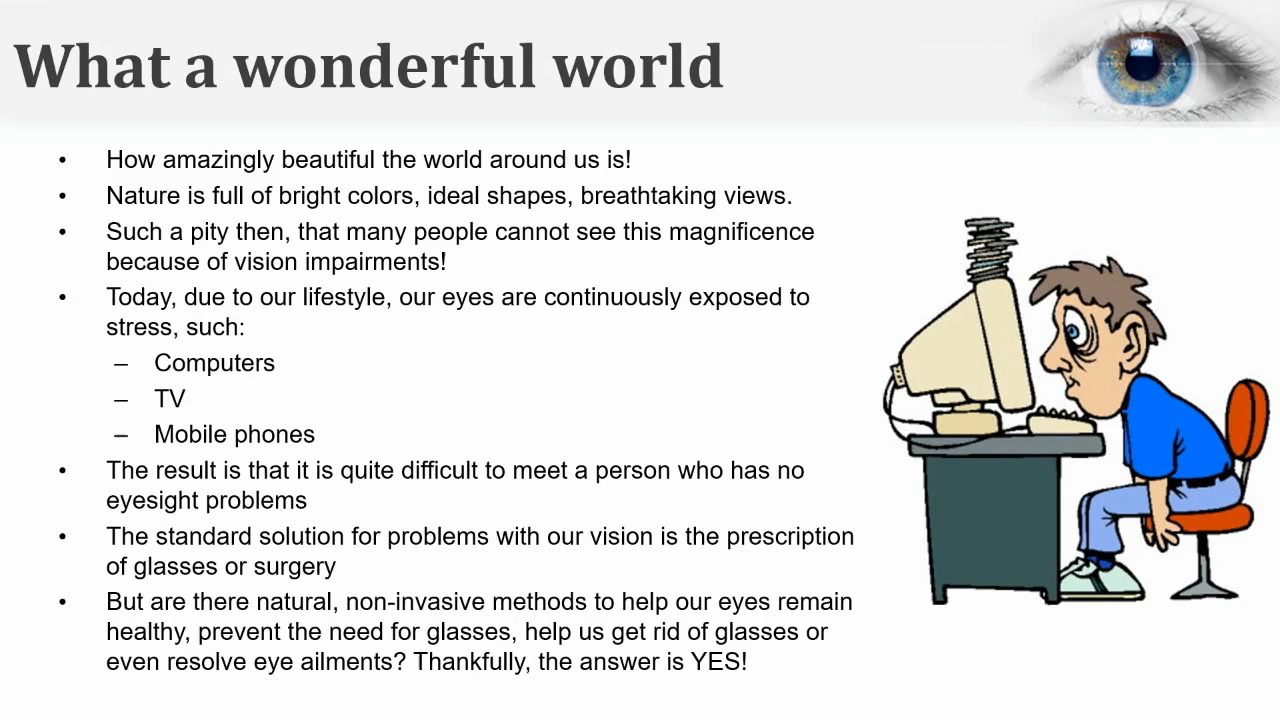 What a wonderful world
• How amazingly beautiful the world around us is!
• Nature is full of bright colors, ideal shapes, breathtaking views.
• Such a pity then, that many people cannot see this magnificence
because of vision impairments!
• Today, due to our lifestyle, our eyes are continuously exposed to
stress, such:
– Computers
– TV
– Mobile phones
• The result is that it is quite difficult to meet a person who has no
eyesight problems
• The standard solution for problems with our vision is the prescription
of glasses or surgery
• But are there natural, non-invasive methods to help our eyes remain
healthy, prevent the need for glasses, help us get rid of glasses or
even resolve eye ailments? Thankfully, the answer is YES!